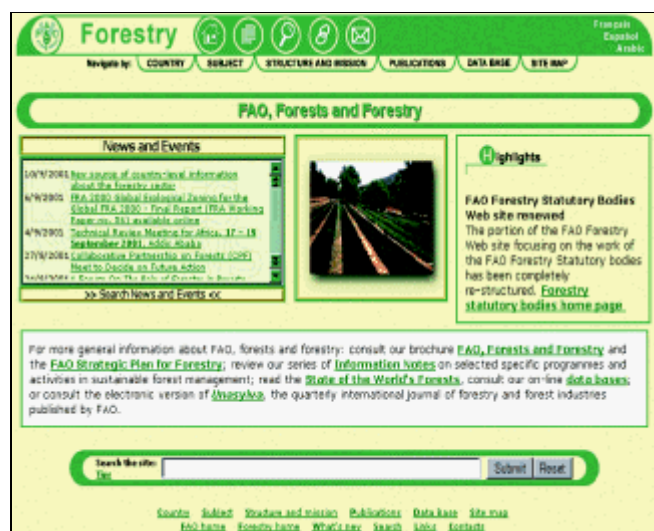 Forestry
Français
Español
Arabic
Navigate by: COUNTRY SUBJECT STRUCTURE AND MISSION PUBLICATIONS DATA BASE SITE MAP
FAO, Forests and Forestry
News and Events
10/9/2001 New source of country-level information
about the forestry sector
6/9/2001 FRA 2000 Global Ecological Zoning for the
Global FRA 2000 - Final Report (FRA Working
Paper no. 56) available online
4/9/2001 Technical Review Meeting for Africa, 17 - 18
September 2001, Addis Ababa
27/8/2001 Collaborative Partnership on Forests (CPF)
Meet to Decide on Future Action
>> Search News and Events <<
Highlights
FAO Forestry Statutory Bodies
Web site renewed
The portion of the FAO Forestry
Web site focusing on the work of
the FAO Forestry Statutory bodies
has been completely
re-structured. Forestry
statutory bodies home page.
For more general information about FAO, forests and forestry: consult our brochure FAO, Forests and Forestry and
the FAO Strategic Plan for Forestry; review our series of Information Notes on selected specific programmes and
activities in sustainable forest management; read the State of the World's Forests, consult our on-line data bases;
or consult the electronic version of Unasylva, the quarterly international journal of forestry and forest industries
published by FAO.
Search the site:
Tips
Submit Reset
Country Subject Structure and mission Publications Data base Site map
FAO home Forestry home What's new Search Links Contacts